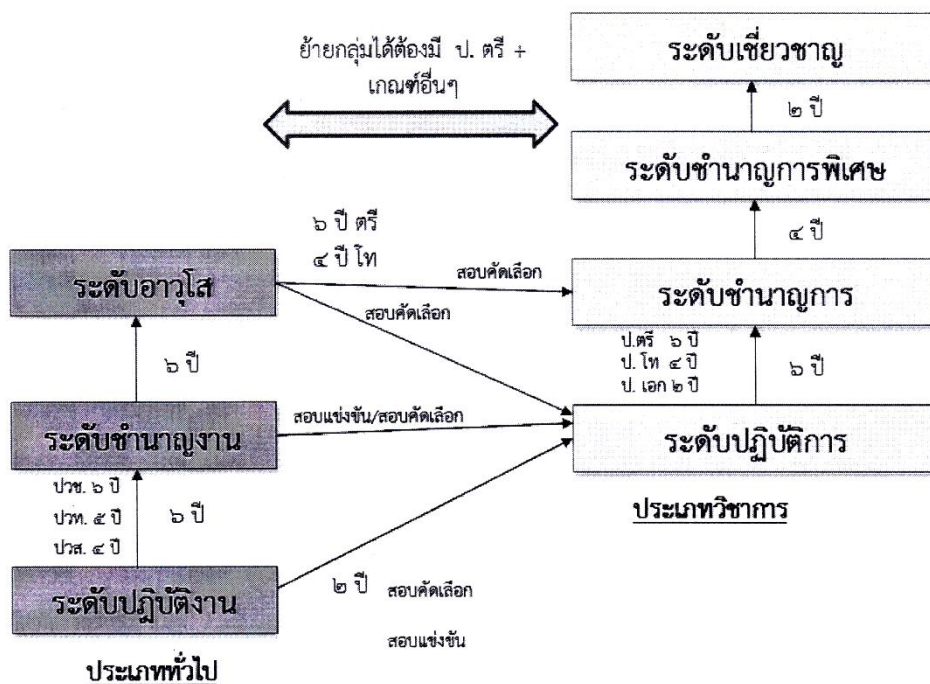 ย้ายกลุ่มได้ต้องมี ป. ตรี +
เกณฑ์อื่นๆ
ระดับเชี่ยวชาญ
๒ ปี
ระดับชำนาญการพิเศษ
๔ ปี
๖ ปี ตรี
๔ ปี โท
ระดับอาวุโส
สอบคัดเลือก
ระดับชำนาญการ
สอบคัดเลือก
๖ ปี
ป.ตรี ๖ ปี
ป. โท ๔ ปี
ป. เอก ๒ ปี
๖ ปี
ระดับชำนาญงาน
สอบแข่งขัน/สอบคัดเลือก
ระดับปฏิบัติการ
ประเภทวิชาการ
ปวช. ๖ ปี
ปวท. ๕ ปี
ปวส. ๔ ปี
๖ ปี
ระดับปฏิบัติงาน
๒ ปี สอบคัดเลือก
สอบแข่งขัน
ประเภททั่วไป